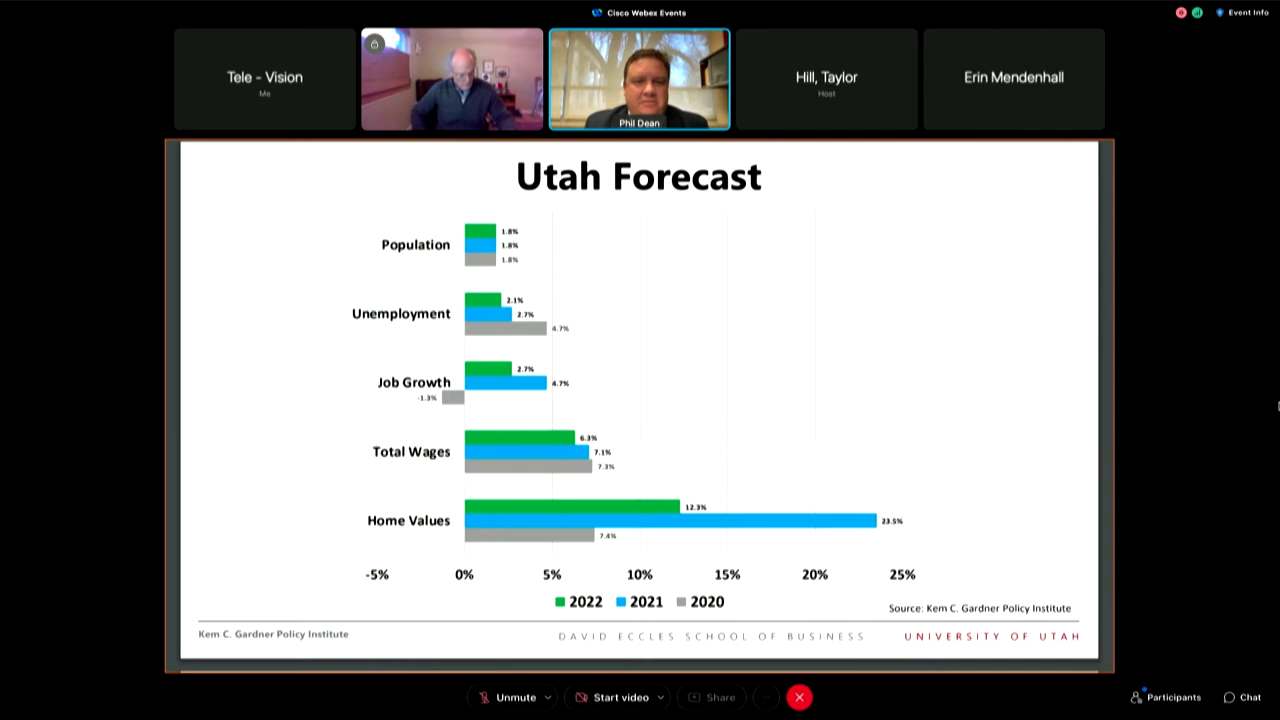 Cisco Webex Events
Event Info
Tele - Vision
Me
Phil Dean
Hill, Taylor
Host
Erin Mendenhall
Utah Forecast
Population
1.8%
1.8%
1.8%
Unemployment
2.1%
2.7%
4.7%
Job Growth
2.7%
4.7%
-1.3%
Total Wages
6.3%
7.1%
7.3%
Home Values
12.3%
23.5%
7.4%
-5% 0% 5% 10% 15% 20% 25%
2022 2021 2020
Source: Kem C. Gardner Policy Institute
Kem C. Gardner Policy Institute
DAVID ECCLES SCHOOL OF BUSINESS
UNIVERSITY OF UTAH
Unmute
Start video
Share
Participants
Chat